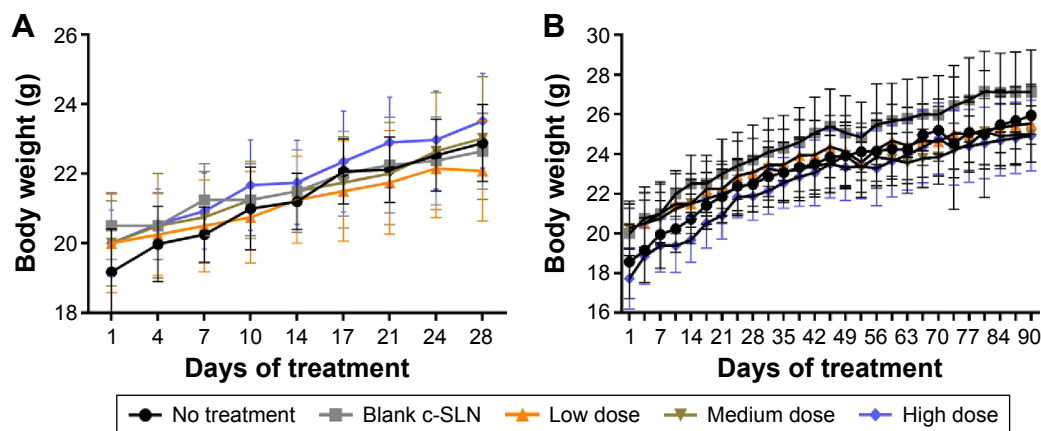 A
Body weight (g)
26
24
22
20
18
1 4 7 10 14 17 21 24 28
Days of treatment
B
Body weight (g)
30
28
26
24
22
20
18
16
1 7 14 21 28 35 42 49 56 63 70 77 84 90
Days of treatment
No treatment Blank c-SLN Low dose Medium dose High dose